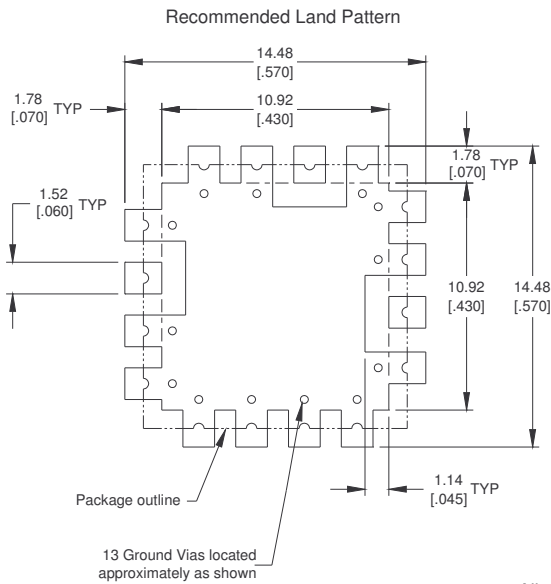 Recommended Land Pattern
14.48
[.570]
1.78
[.070] TYP
10.92
[.430]
1.78
[.070] TYP
1.52
[.060] TYP
10.92
[.430]
14.48
[.570]
1.14
[.045] TYP
Package outline
13 Ground Vias located
approximately as shown